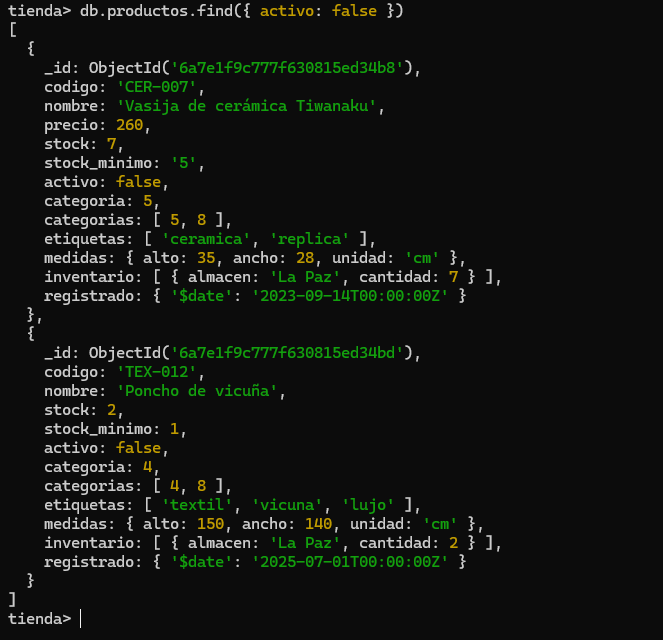 tienda> db.productos.find({ activo: false })
[
  {
    _id: ObjectId('6a7e1f9c777f630815ed34b8'),
    codigo: 'CER-007',
    nombre: 'Vasija de cerámica Tiwanaku',
    precio: 260,
    stock: 7,
    stock_minimo: '5',
    activo: false,
    categoria: 5,
    categorias: [ 5, 8 ],
    etiquetas: [ 'ceramica', 'replica' ],
    medidas: { alto: 35, ancho: 28, unidad: 'cm' },
    inventario: [ { almacen: 'La Paz', cantidad: 7 } ],
    registrado: { '$date': '2023-09-14T00:00:00Z' }
  },
  {
    _id: ObjectId('6a7e1f9c777f630815ed34bd'),
    codigo: 'TEX-012',
    nombre: 'Poncho de vicuña',
    stock: 2,
    stock_minimo: 1,
    activo: false,
    categoria: 4,
    categorias: [ 4, 8 ],
    etiquetas: [ 'textil', 'vicuna', 'lujo' ],
    medidas: { alto: 150, ancho: 140, unidad: 'cm' },
    inventario: [ { almacen: 'La Paz', cantidad: 2 } ],
    registrado: { '$date': '2025-07-01T00:00:00Z' }
  }
]
tienda>